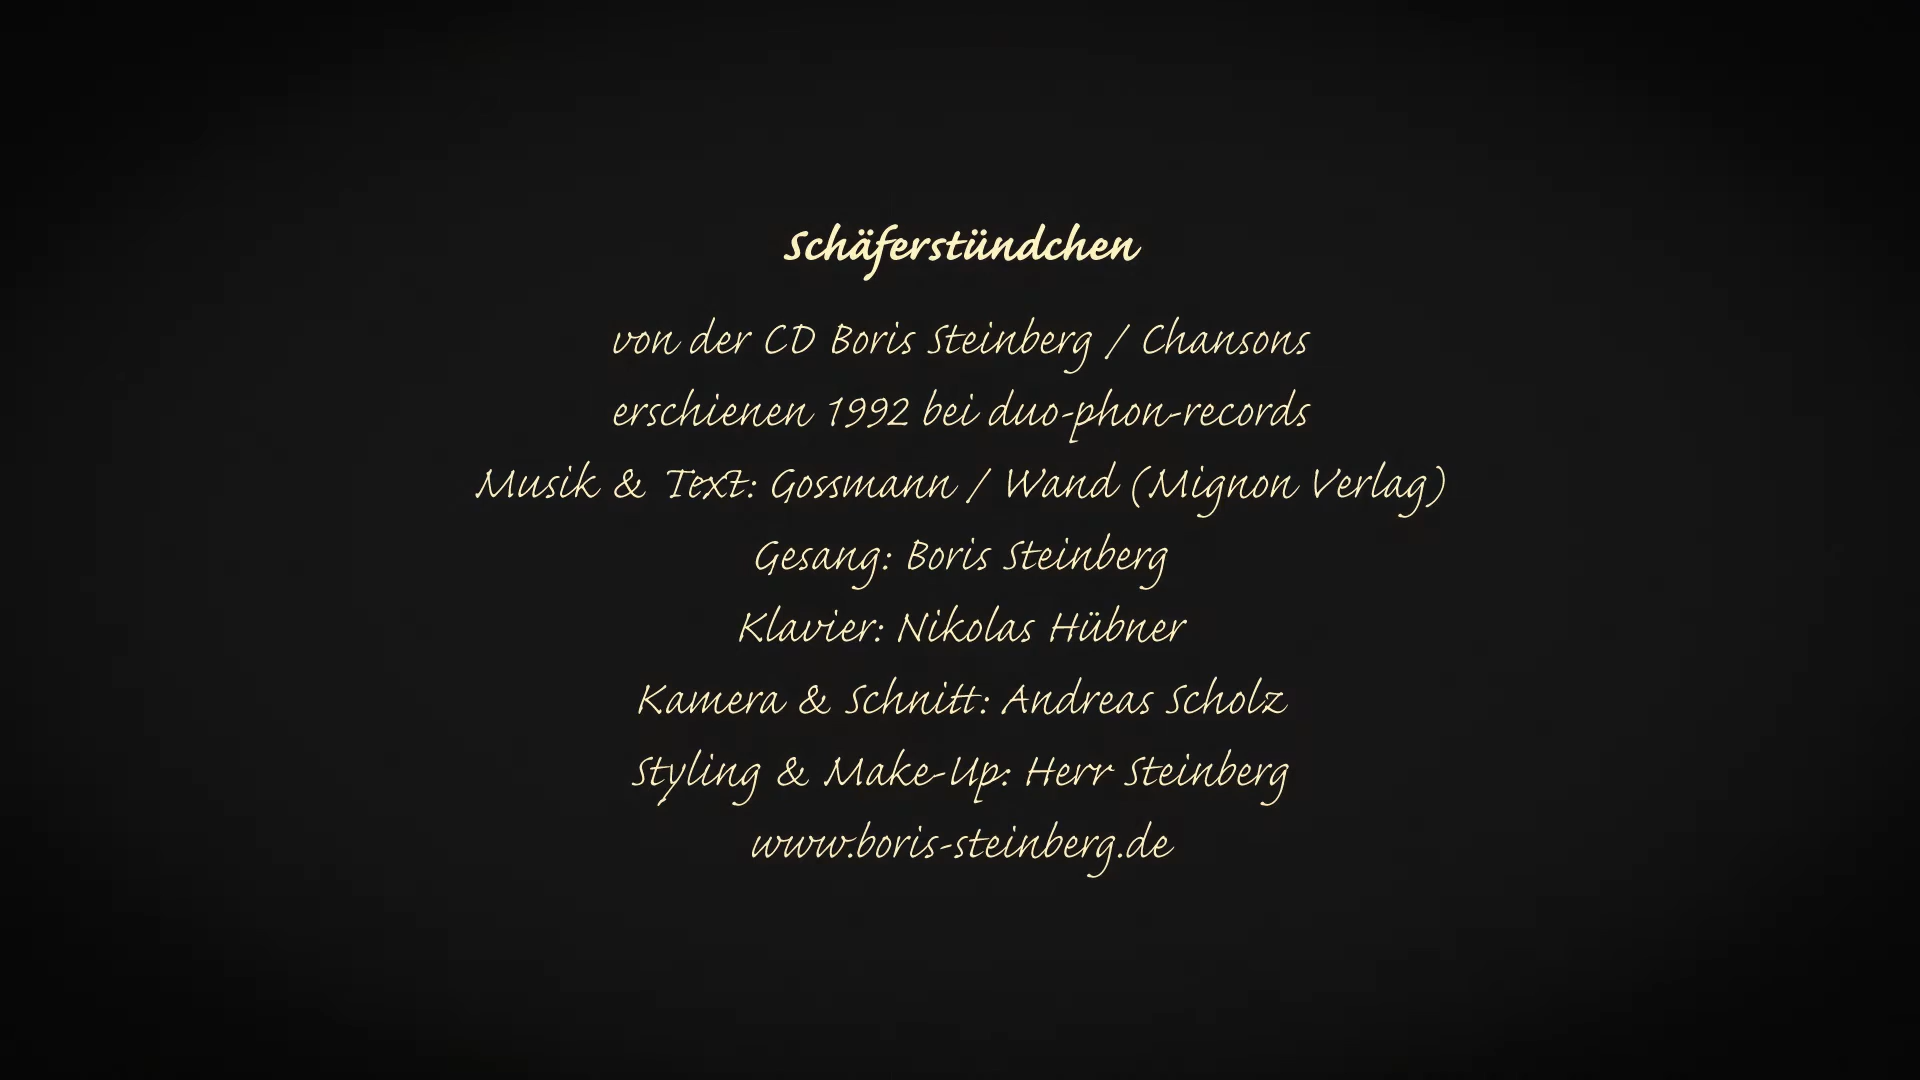 Schäferstündchen
von der CD Boris Steinberg / Chansons
erschienen 1992 bei duo-phon-records
Musik & Text: Gossmann / Wand (Mignon Verlag)
Gesang: Boris Steinberg
Klavier: Nikolas Hübner
Kamera & Schnitt: Andreas Scholz
Styling & Make-Up: Herr Steinberg
www.boris-steinberg.de